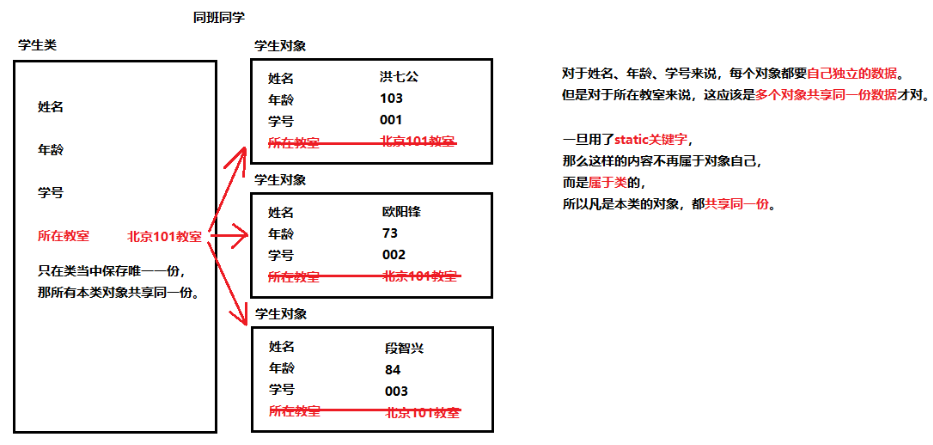 同班同学
学生类
姓名
年龄
学号
所在教室 北京101教室
只在类当中保存唯一一份，
那所有本类对象共享同一份。
学生对象
姓名 洪七公
年龄 103
学号 001
所在教室 北京101教室
学生对象
姓名 欧阳锋
年龄 73
学号 002
所在教室 北京101教室
学生对象
姓名 段智兴
年龄 84
学号 003
所在教室 北京101教室
对于姓名、年龄、学号来说，每个对象都要自己独立的数据。
但是对于所在教室来说，这应该是多个对象共享同一份数据才对。
一旦用了static关键字，
那么这样的内容不再属于对象自己，
而是属于类的，
所以凡是本类的对象，都共享同一份。